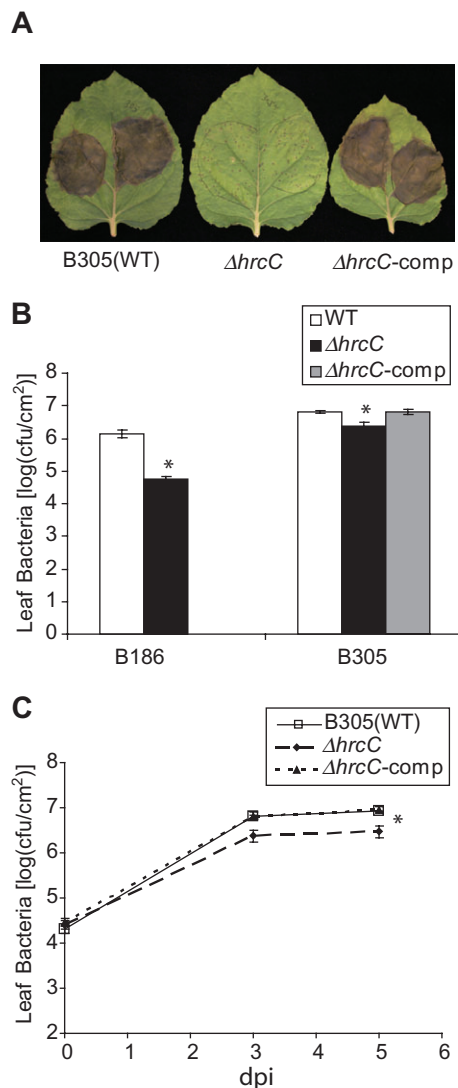 A
B305(WT) ΔhrcC ΔhrcC-comp
B
WT
ΔhrcC
ΔhrcC-comp
Leaf Bacteria [log(cfu/cm²)]
8
7
6
5
4
3
2
1
0
*
*
B186 B305
C
B305(WT)
ΔhrcC
ΔhrcC-comp
Leaf Bacteria [log(cfu/cm²)]
8
7
6
5
4
3
2
*
0 1 2 3 4 5 6
dpi